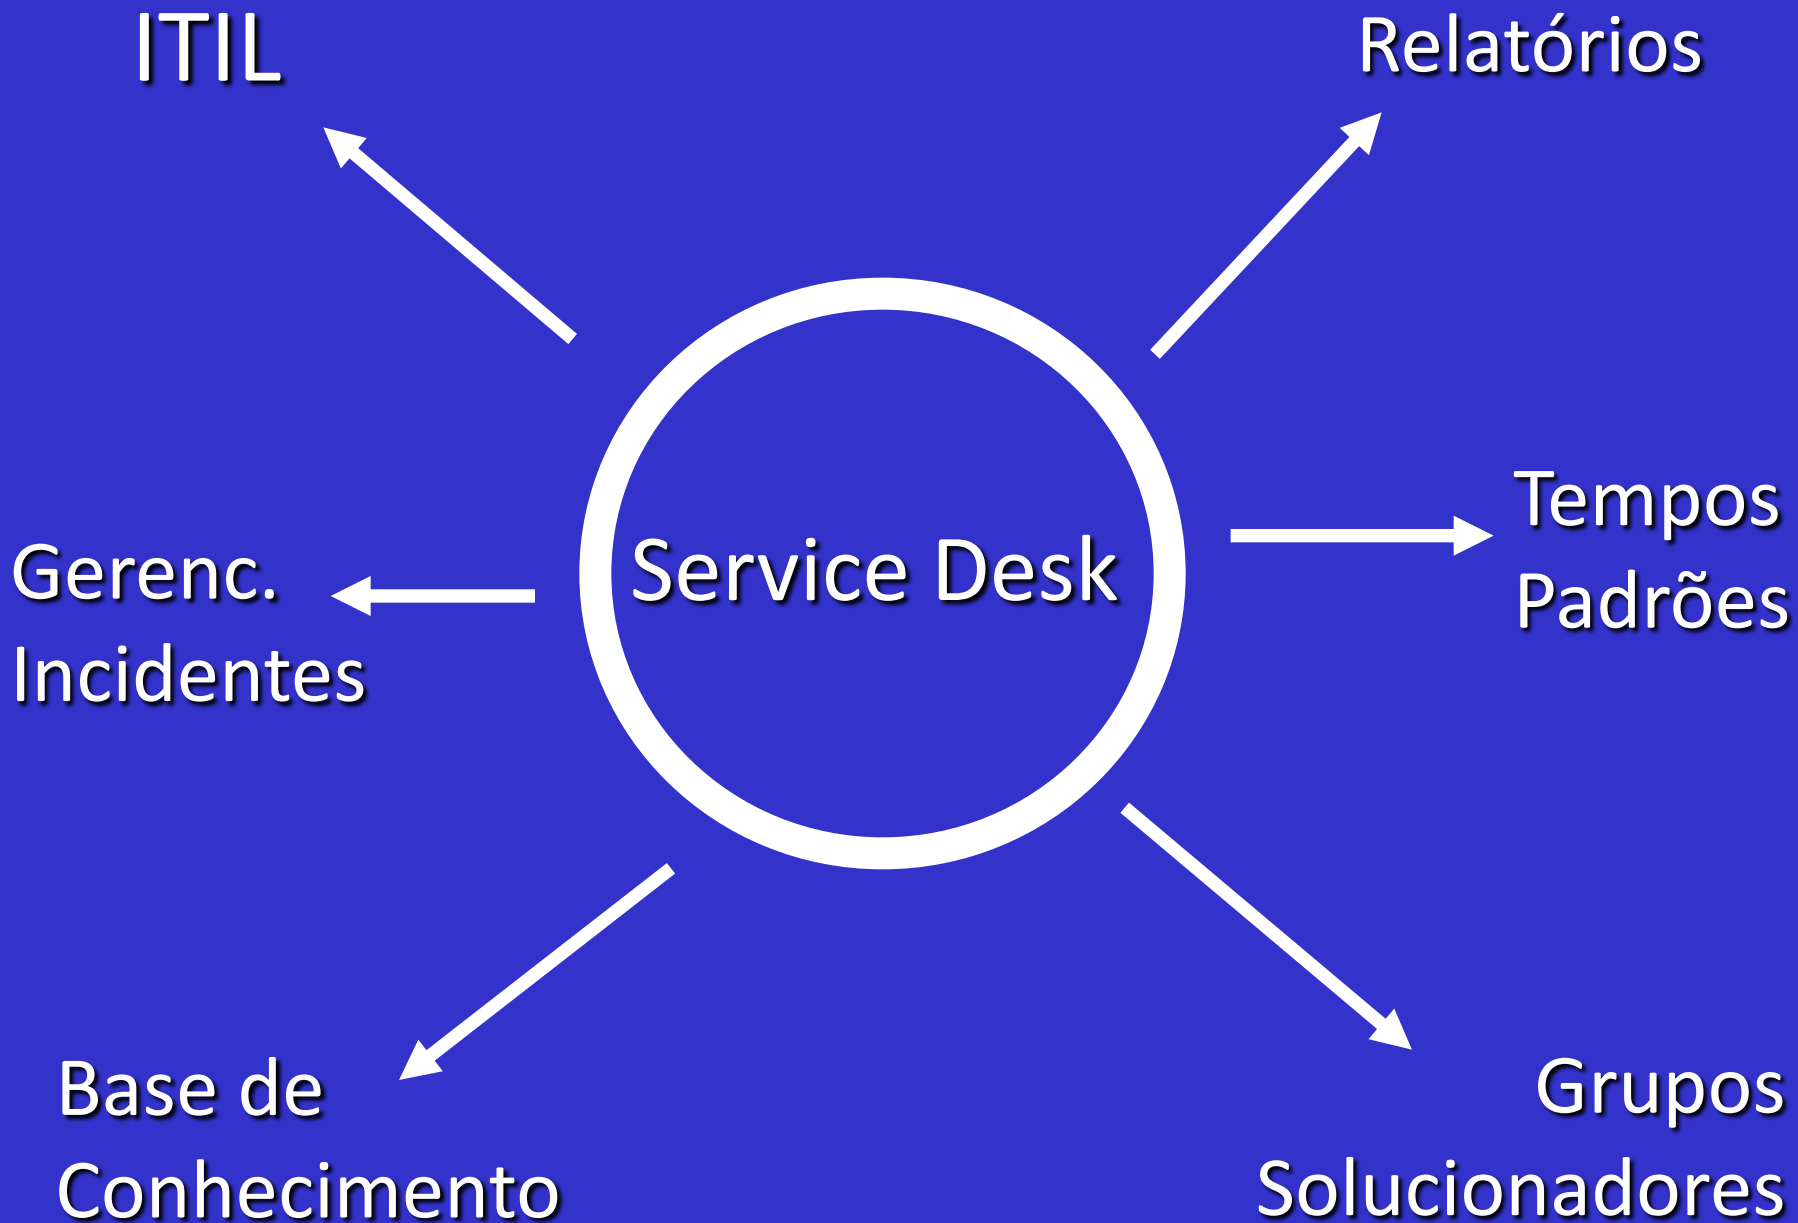 ITIL
Relatórios
Tempos
Padrões
Service Desk
Gerenc.
Incidentes
Base de
Conhecimento
Grupos
Solucionadores